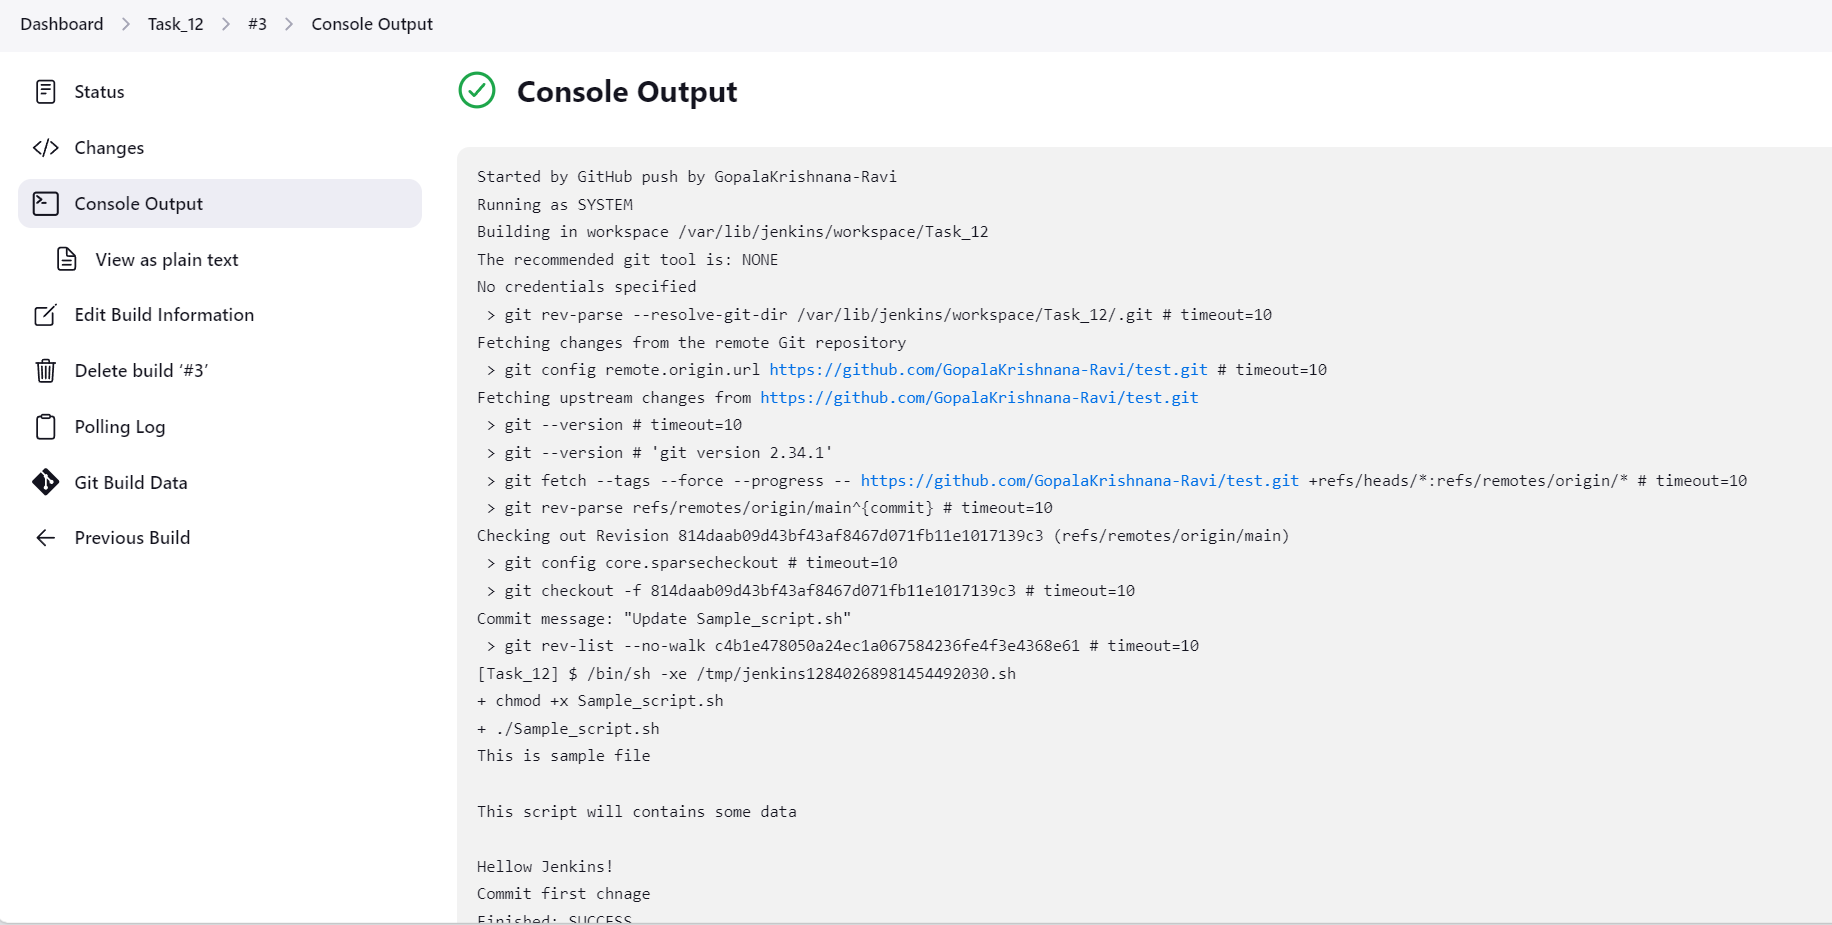 Dashboard > Task_12 > #3 > Console Output
Status
Changes
Console Output
View as plain text
Edit Build Information
Delete build ‘#3’
Polling Log
Git Build Data
Previous Build
Console Output
Started by GitHub push by GopalaKrishnana-Ravi
Running as SYSTEM
Building in workspace /var/lib/jenkins/workspace/Task_12
The recommended git tool is: NONE
No credentials specified
 > git rev-parse --resolve-git-dir /var/lib/jenkins/workspace/Task_12/.git # timeout=10
Fetching changes from the remote Git repository
 > git config remote.origin.url https://github.com/GopalaKrishnana-Ravi/test.git # timeout=10
Fetching upstream changes from https://github.com/GopalaKrishnana-Ravi/test.git
 > git --version # timeout=10
 > git --version # 'git version 2.34.1'
 > git fetch --tags --force --progress -- https://github.com/GopalaKrishnana-Ravi/test.git +refs/heads/*:refs/remotes/origin/* # timeout=10
 > git rev-parse refs/remotes/origin/main^{commit} # timeout=10
Checking out Revision 814daab09d43bf43af8467d071fb11e1017139c3 (refs/remotes/origin/main)
 > git config core.sparsecheckout # timeout=10
 > git checkout -f 814daab09d43bf43af8467d071fb11e1017139c3 # timeout=10
Commit message: "Update Sample_script.sh"
 > git rev-list --no-walk c4b1e478050a24ec1a067584236fe4f3e4368e61 # timeout=10
[Task_12] $ /bin/sh -xe /tmp/jenkins12840268981454492030.sh
+ chmod +x Sample_script.sh
+ ./Sample_script.sh
This is sample file
This script will contains some data
Hellow Jenkins!
Commit first chnage
Finished: SUCCESS